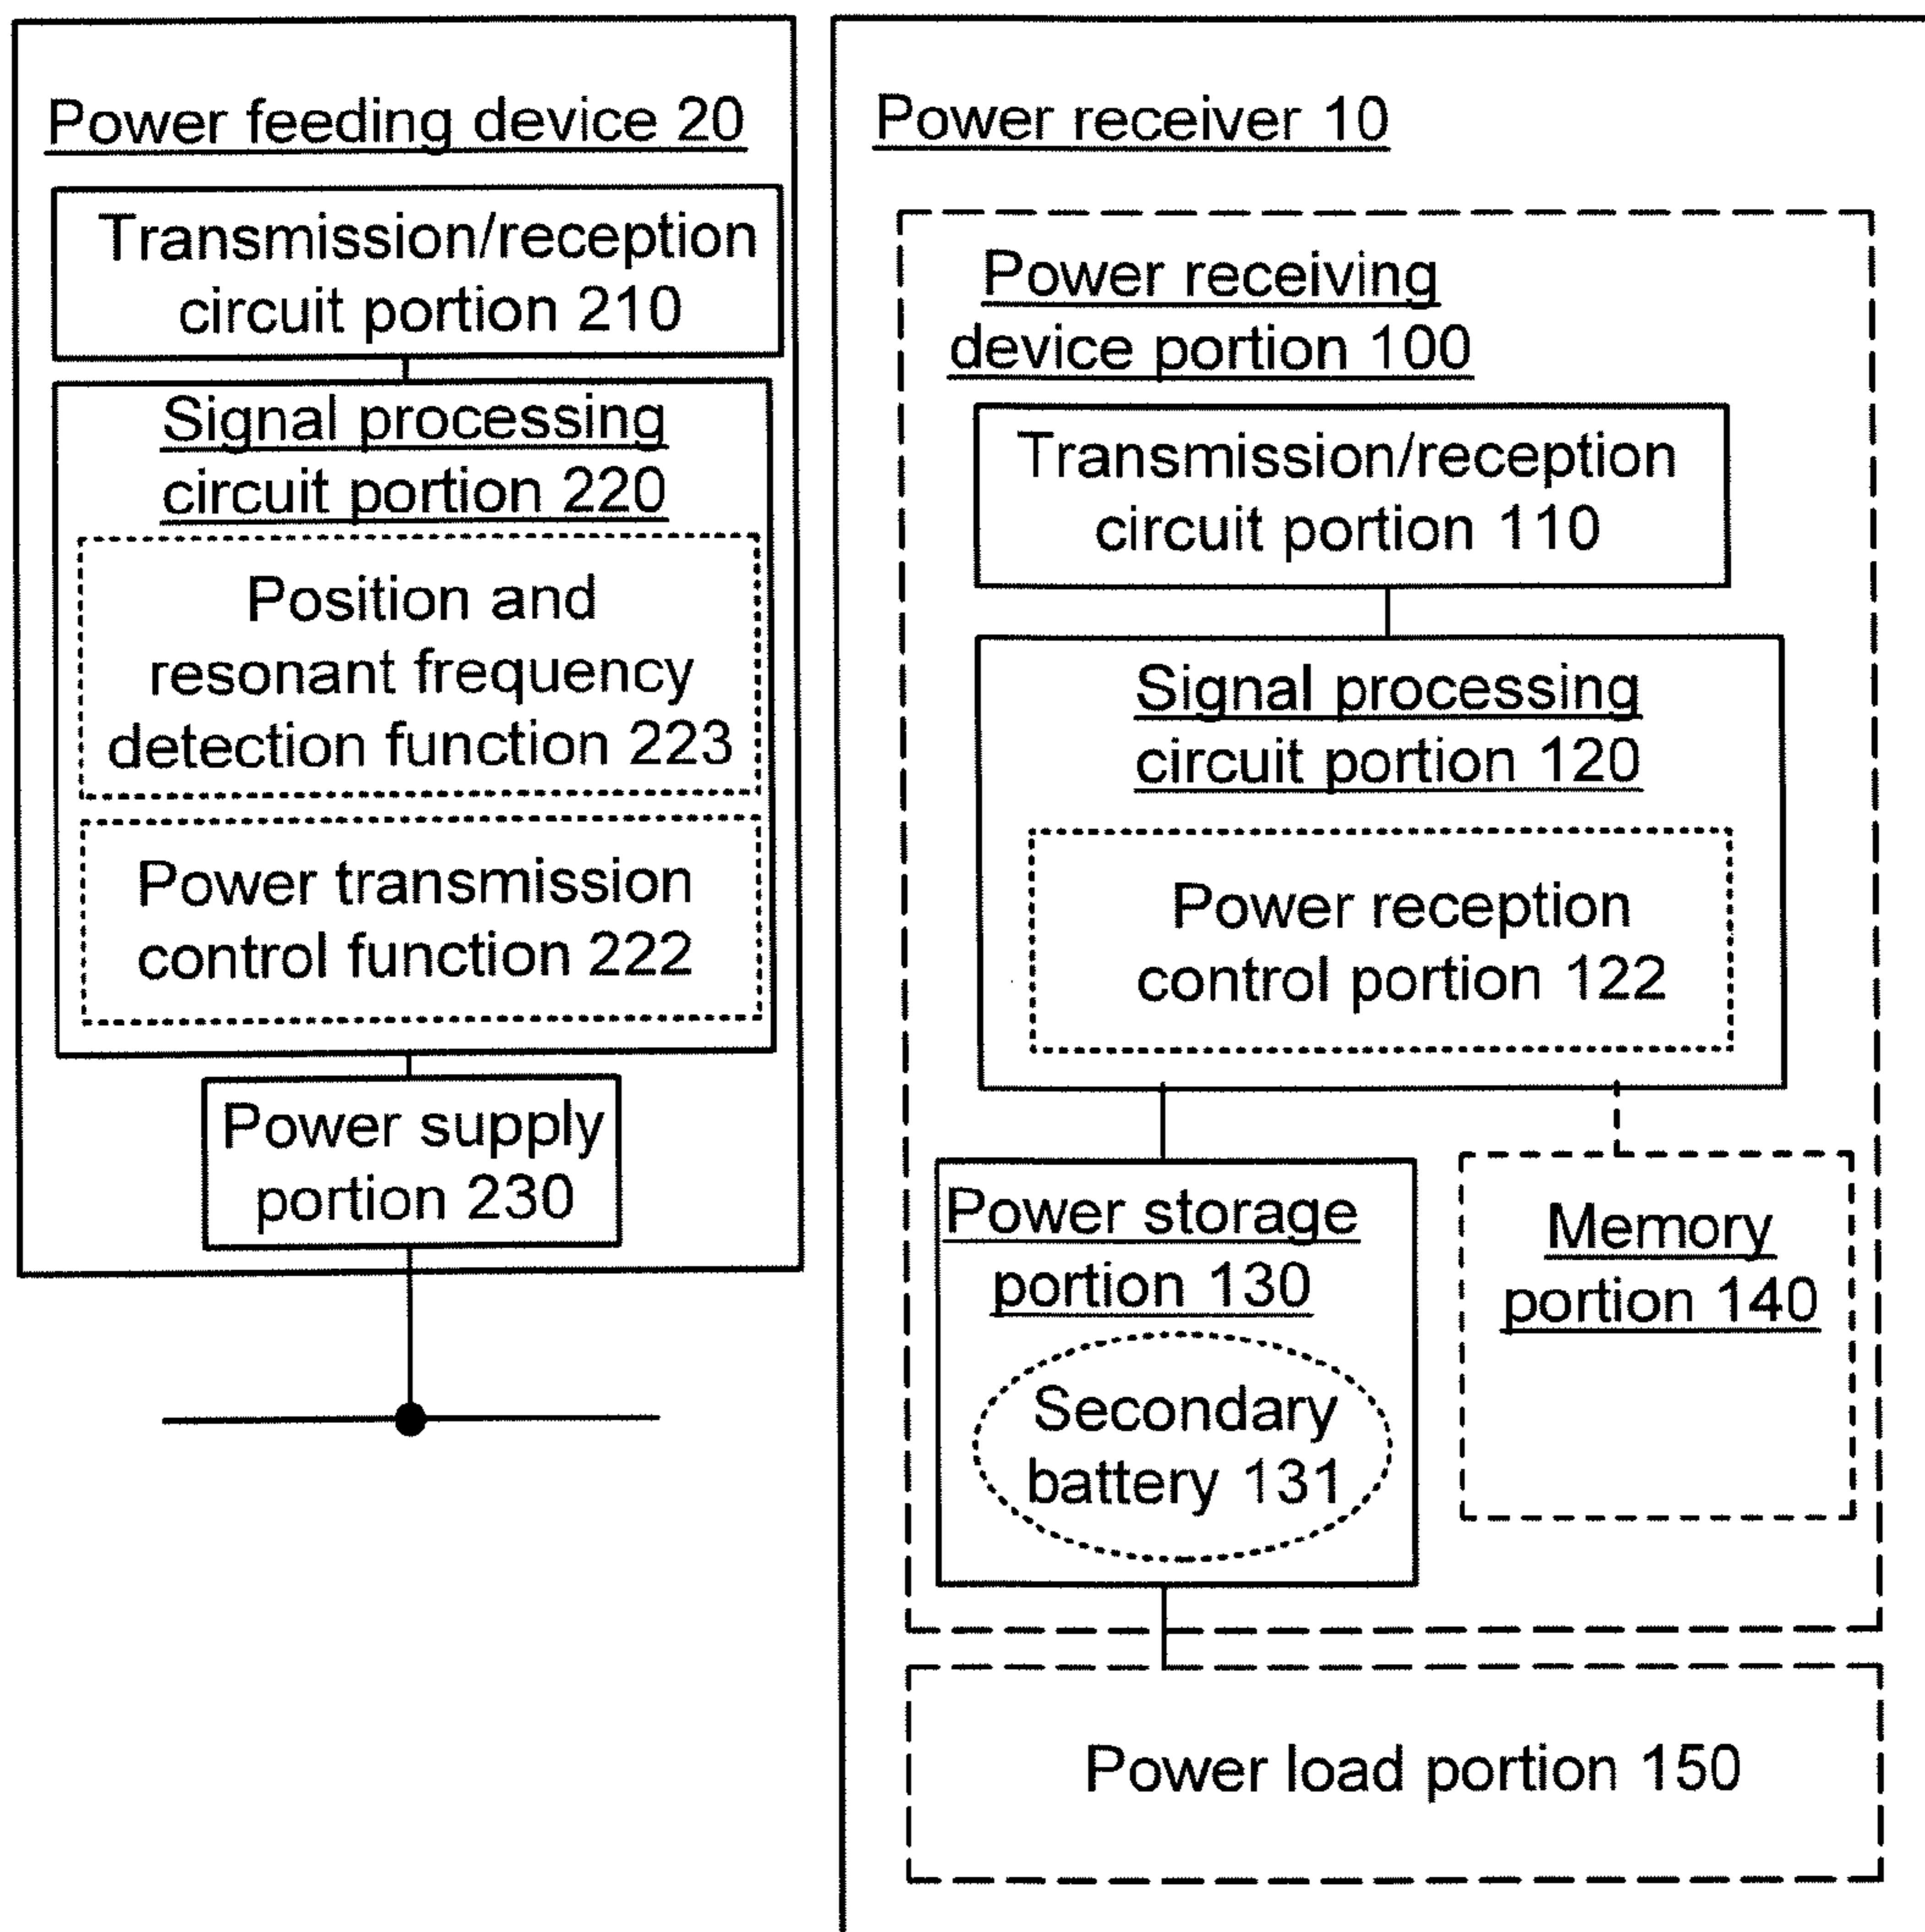 Power feeding device 20
Transmission/reception
circuit portion 210
Signal processing
circuit portion 220
Position and
resonant frequency
detection function 223
Power transmission
control function 222
Power supply
portion 230
Power receiver 10
Power receiving
device portion 100
Transmission/reception
circuit portion 110
Signal processing
circuit portion 120
Power reception
control portion 122
Power storage
portion 130
Secondary
battery 131
Memory
portion 140
Power load portion 150